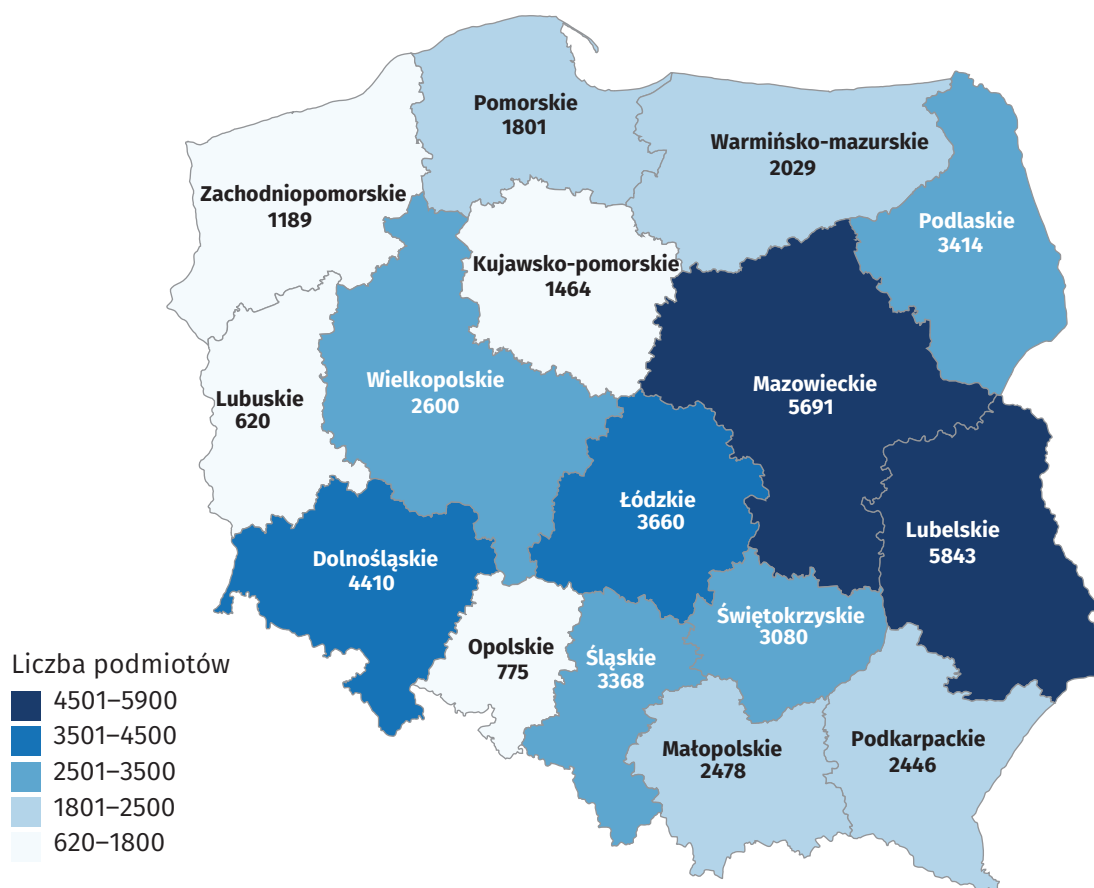 Pomorskie
1801
Warmińsko-mazurskie
2029
Zachodniopomorskie
1189
Podlaskie
3414
Kujawsko-pomorskie
1464
Wielkopolskie
2600
Mazowieckie
5691
Lubuskie
620
Łódzkie
3660
Lubelskie
5843
Dolnośląskie
4410
Świętokrzyskie
3080
Opolskie
775
Śląskie
3368
Małopolskie
2478
Podkarpackie
2446
Liczba podmiotów
4501–5900
3501–4500
2501–3500
1801–2500
620–1800